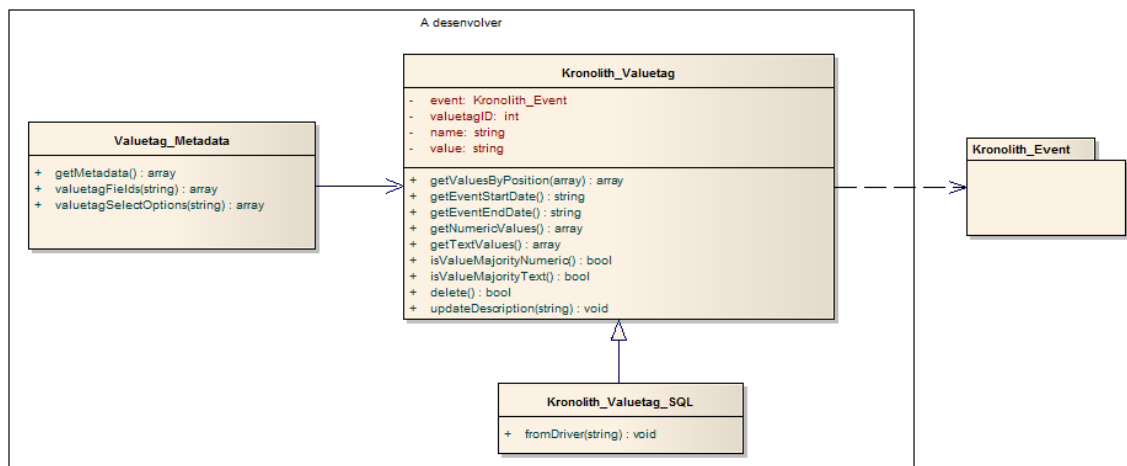 A desenvolver
Kronolith_Valuetag
- event: Kronolith_Event
- valuetagID: int
- name: string
- value: string
+ getValuesByPosition(array) : array
+ getEventStartDate() : string
+ getEventEndDate() : string
+ getNumericValues() : array
+ getTextValues() : array
+ isValueMajorityNumeric() : bool
+ isValueMajorityText() : bool
+ delete() : bool
+ updateDescription(string) : void
Valuetag_Metadata
+ getMetadata() : array
+ valuetagFields(string) : array
+ valuetagSelectOptions(string) : array
Kronolith_Event
Kronolith_Valuetag_SQL
+ fromDriver(string) : void